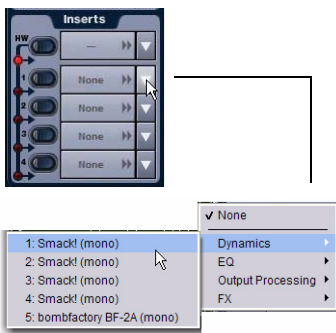 Inserts
HW
—
1 None
2 None
3 None
4 None
✓ None
1: Smack! (mono) Dynamics
2: Smack! (mono) EQ
3: Smack! (mono) Output Processing
4: Smack! (mono) FX
5: bombfactory BF-2A (mono)